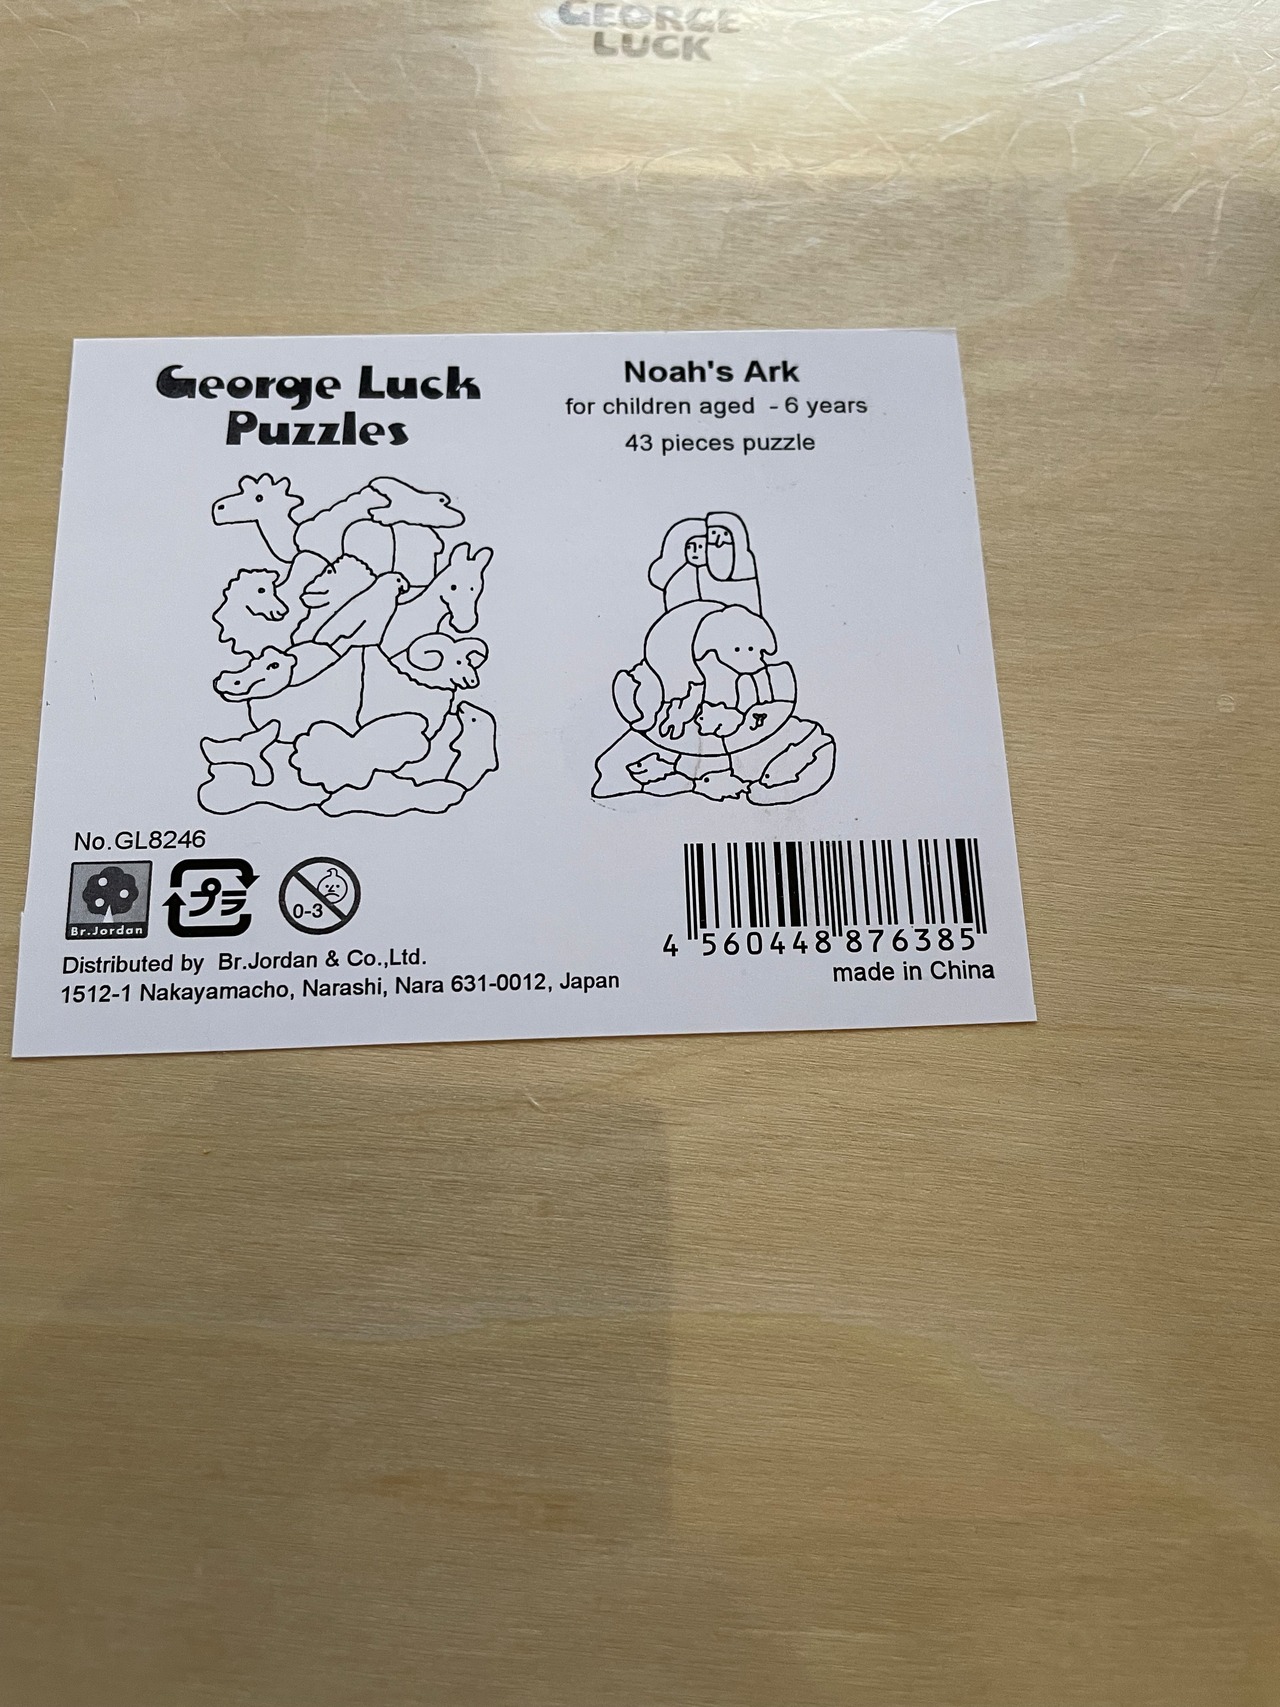 GEORGE
LUCK
George Luck
Puzzles
Noah's Ark
for children aged - 6 years
43 pieces puzzle
No.GL8246
Br.Jordan
プラ
0-3
4 560448 876385
made in China
Distributed by Br.Jordan & Co.,Ltd.
1512-1 Nakayamacho, Narashi, Nara 631-0012, Japan